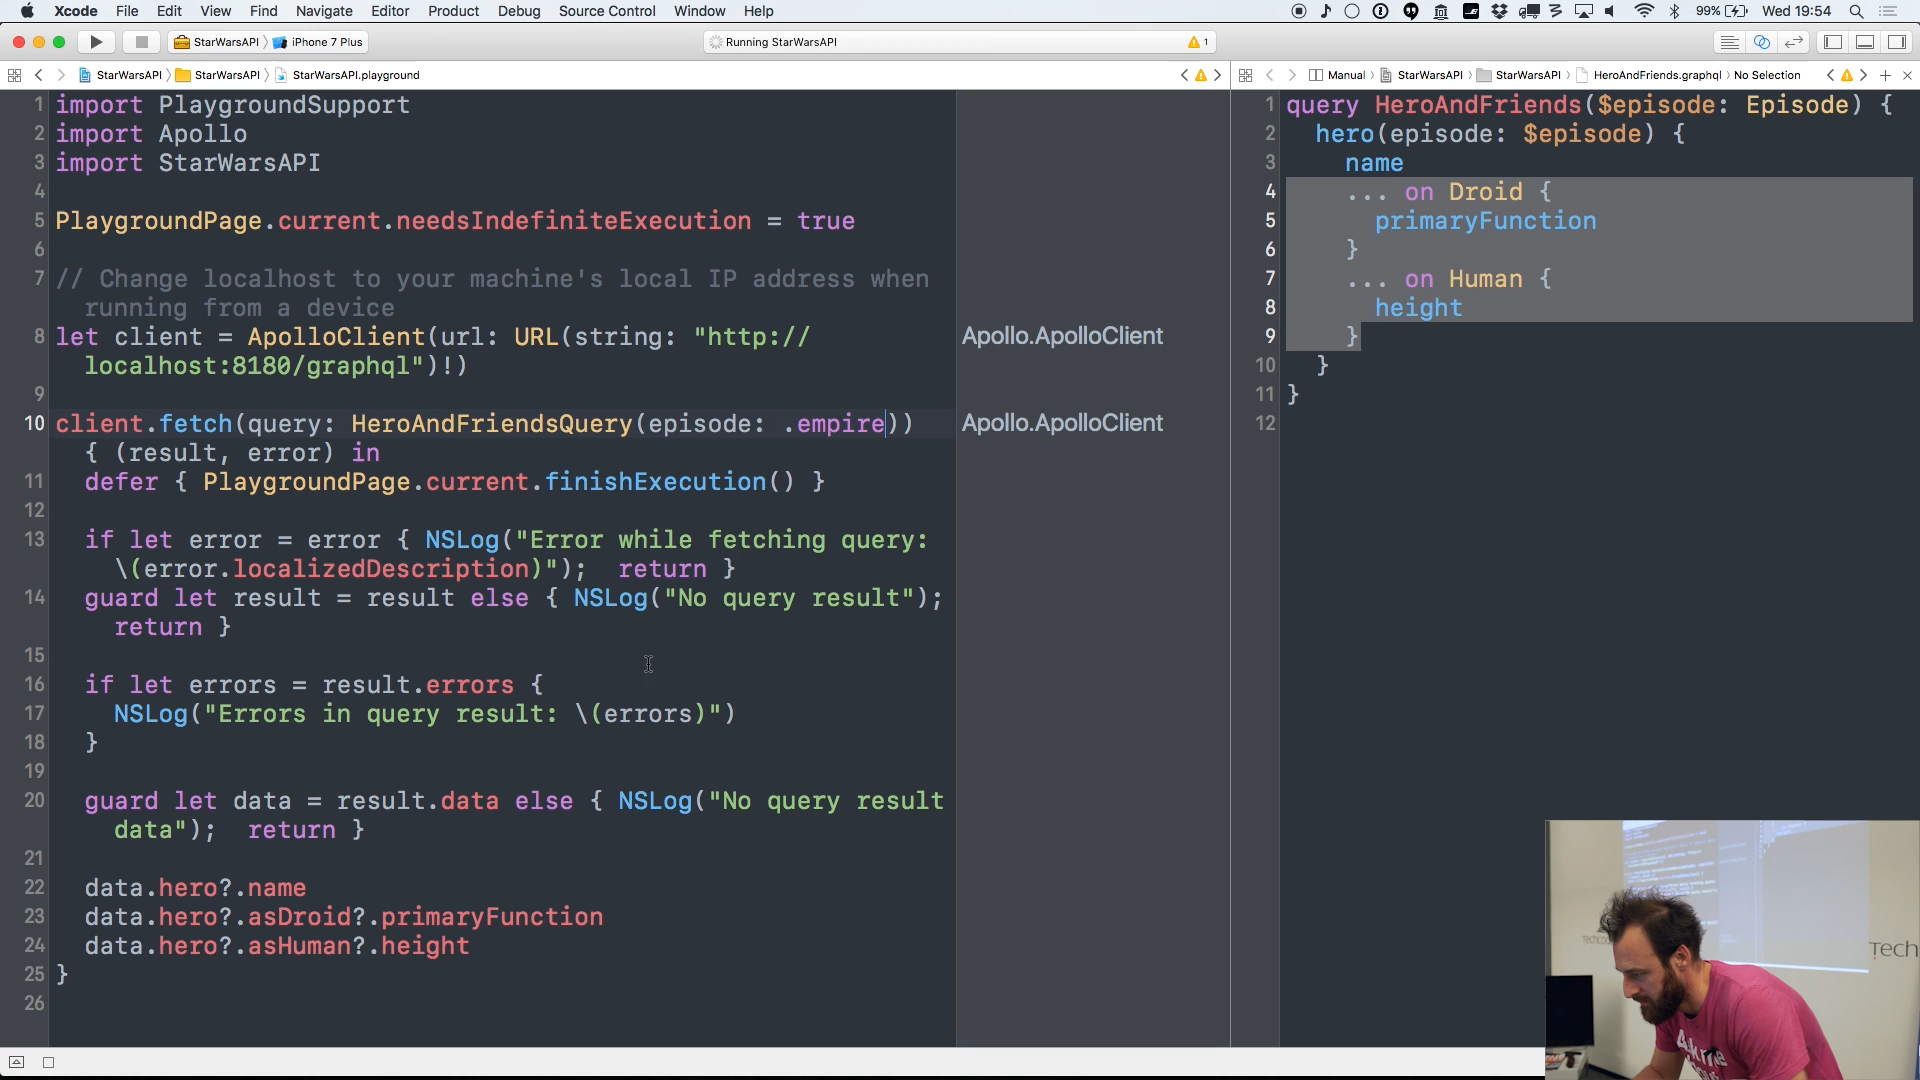 Xcode File Edit View Find Navigate Editor Product Debug Source Control Window Help 99% Wed 19:54
StarWarsAPI iPhone 7 Plus Running StarWarsAPI 1
StarWarsAPI StarWarsAPI StarWarsAPI.playground
1 import PlaygroundSupport
2 import Apollo
3 import StarWarsAPI
4
5 PlaygroundPage.current.needsIndefiniteExecution = true
6
7 // Change localhost to your machine's local IP address when
running from a device
8 let client = ApolloClient(url: URL(string: "http://
localhost:8180/graphql")!)
9
10 client.fetch(query: HeroAndFriendsQuery(episode: .empire))
{ (result, error) in
11 defer { PlaygroundPage.current.finishExecution() }
12
13 if let error = error { NSLog("Error while fetching query:
\(error.localizedDescription)"); return }
14 guard let result = result else { NSLog("No query result");
return }
15
16 if let errors = result.errors {
17 NSLog("Errors in query result: \(errors)")
18 }
19
20 guard let data = result.data else { NSLog("No query result
data"); return }
21
22 data.hero?.name
23 data.hero?.asDroid?.primaryFunction
24 data.hero?.asHuman?.height
25 }
26
Apollo.ApolloClient
Apollo.ApolloClient
Manual StarWarsAPI StarWarsAPI HeroAndFriends.graphql No Selection
1 query HeroAndFriends($episode: Episode) {
2 hero(episode: $episode) {
3 name
4 ... on Droid {
5 primaryFunction
6 }
7 ... on Human {
8 height
9 }
10 }
11 }
12
Tech